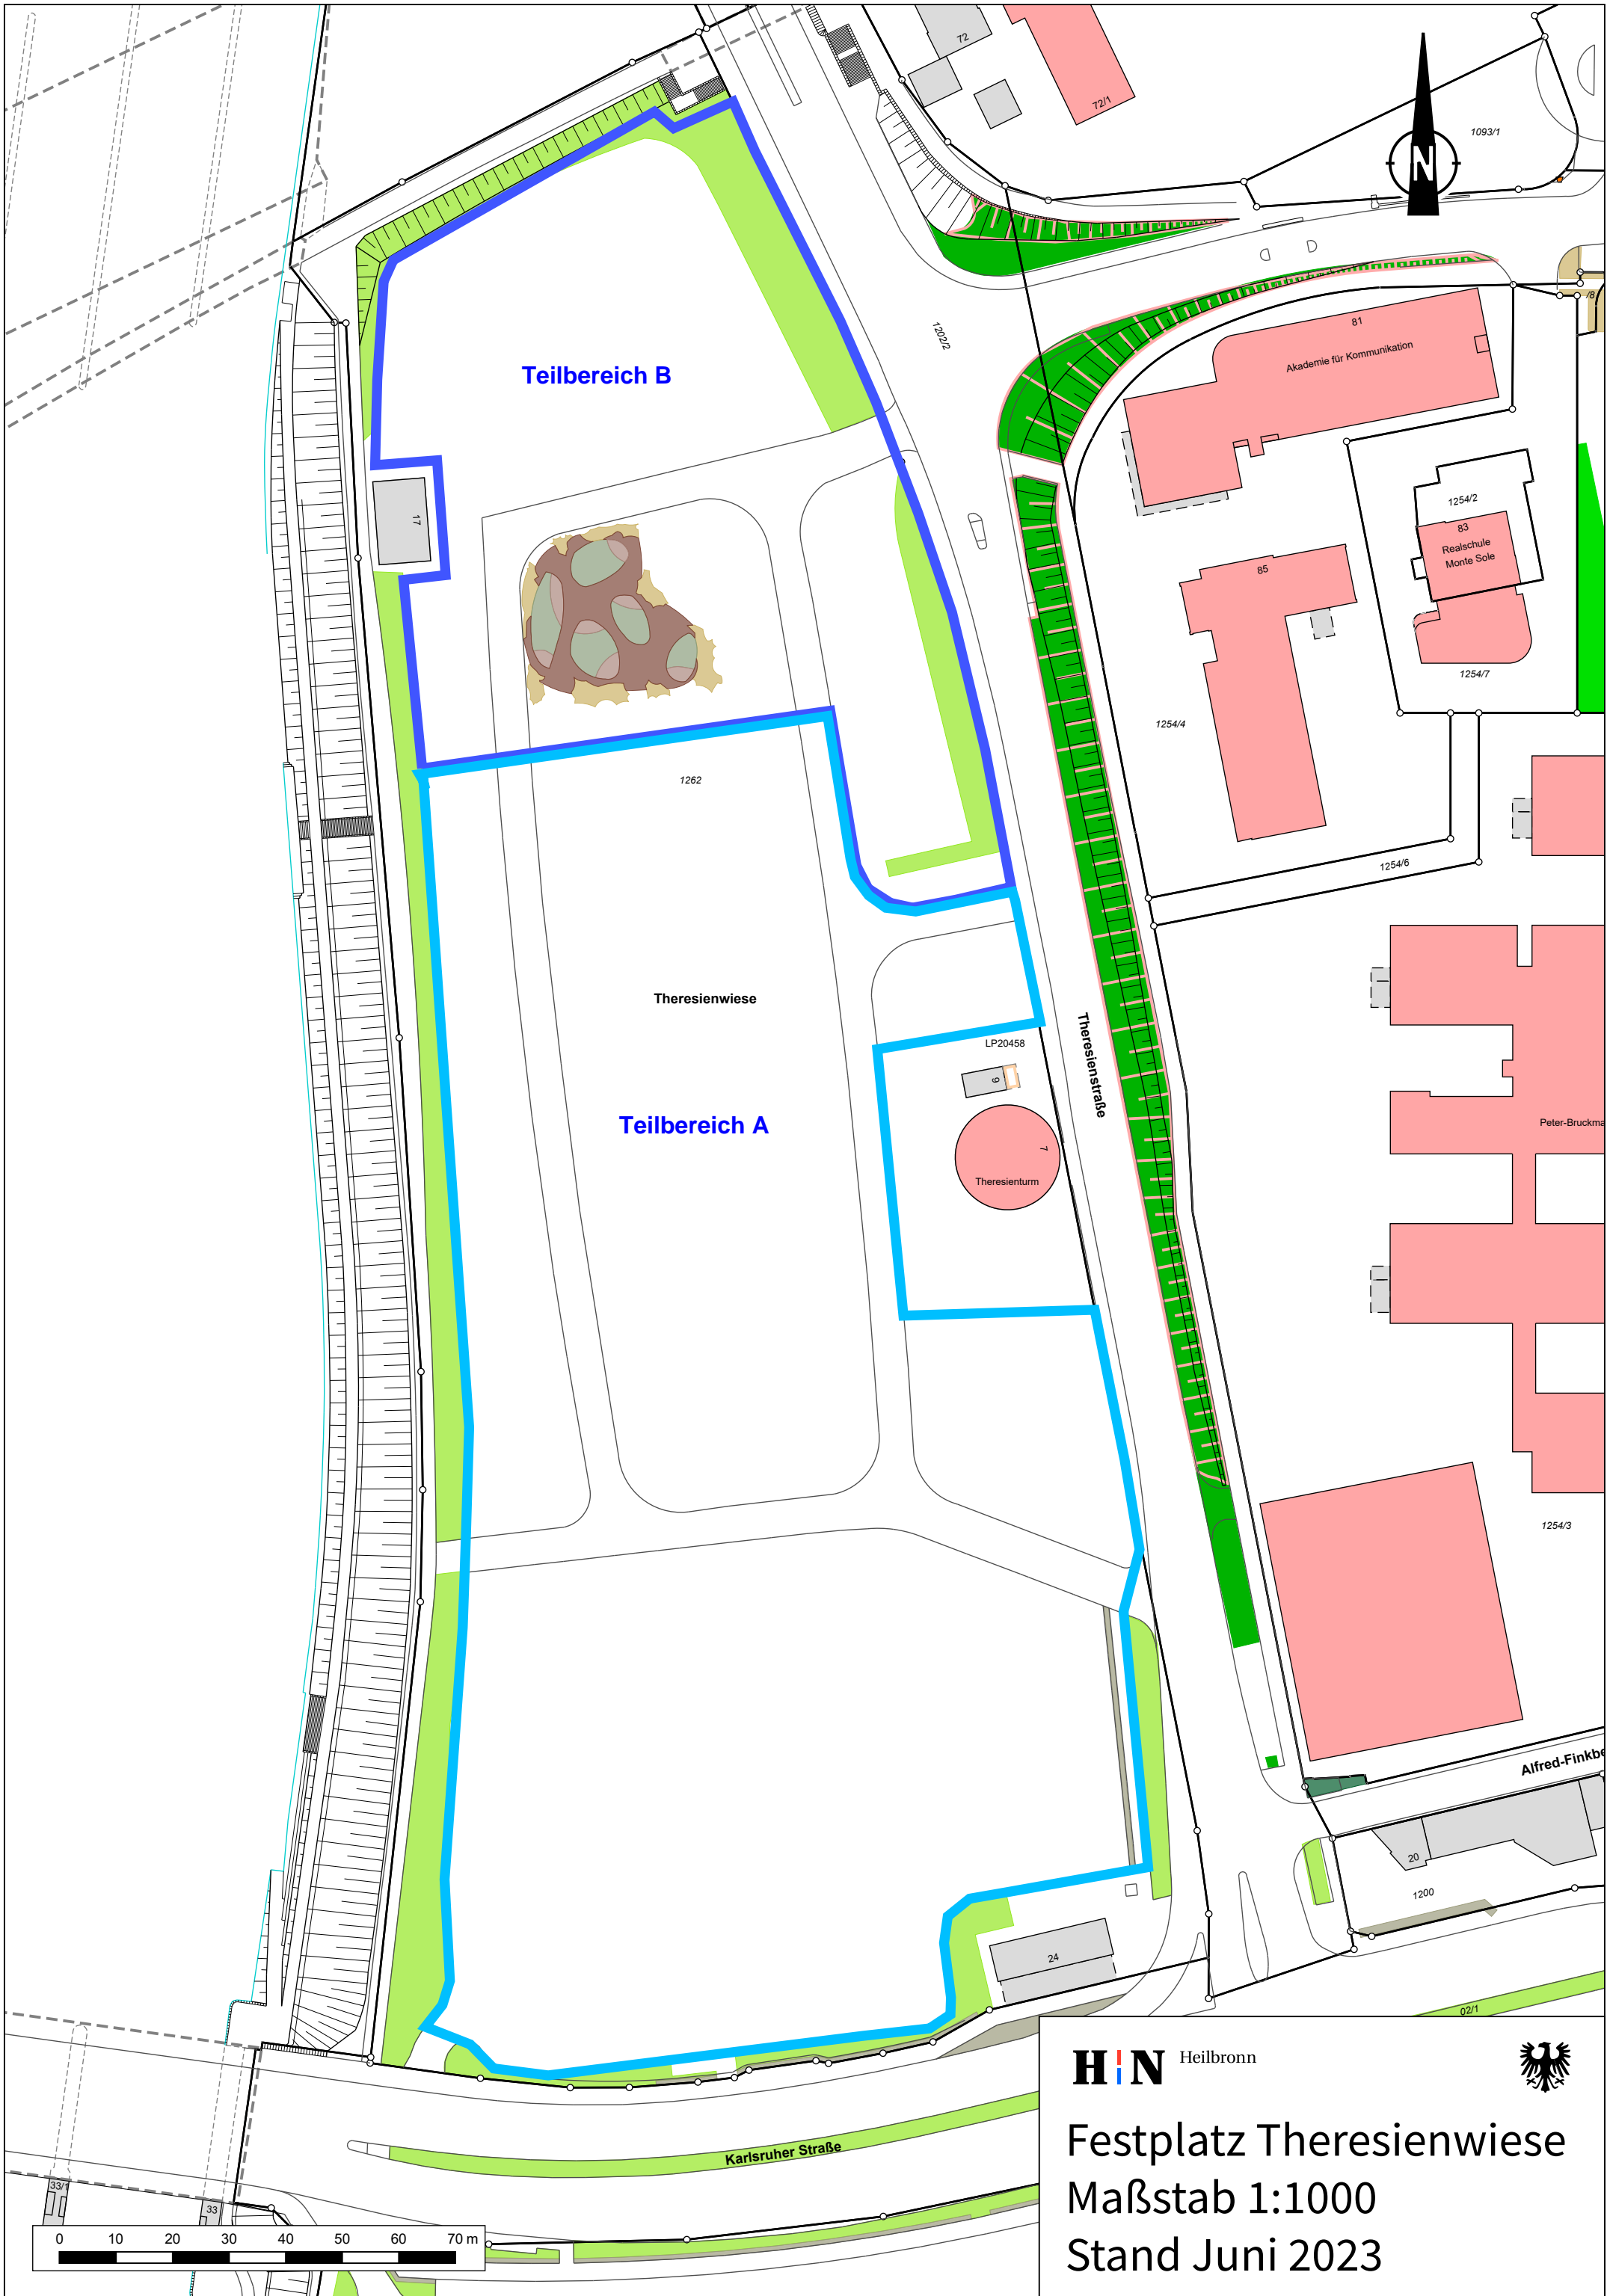 72
72/1
1093/1
N
1202/2
81
Akademie für Kommunikation
/8
Teilbereich B
17
1254/2
83
Realschule
Monte Sole
85
1254/7
1254/4
1262
1254/6
Theresienwiese
LP20458
9
Theresienstraße
Teilbereich A
7
Theresienturm
Peter-Bruckma
1254/3
Alfred-Finkbe
20
1200
24
02/1
Karlsruher Straße
33/1
33
0 10 20 30 40 50 60 70 m
H N Heilbronn
Festplatz Theresienwiese
Maßstab 1:1000
Stand Juni 2023